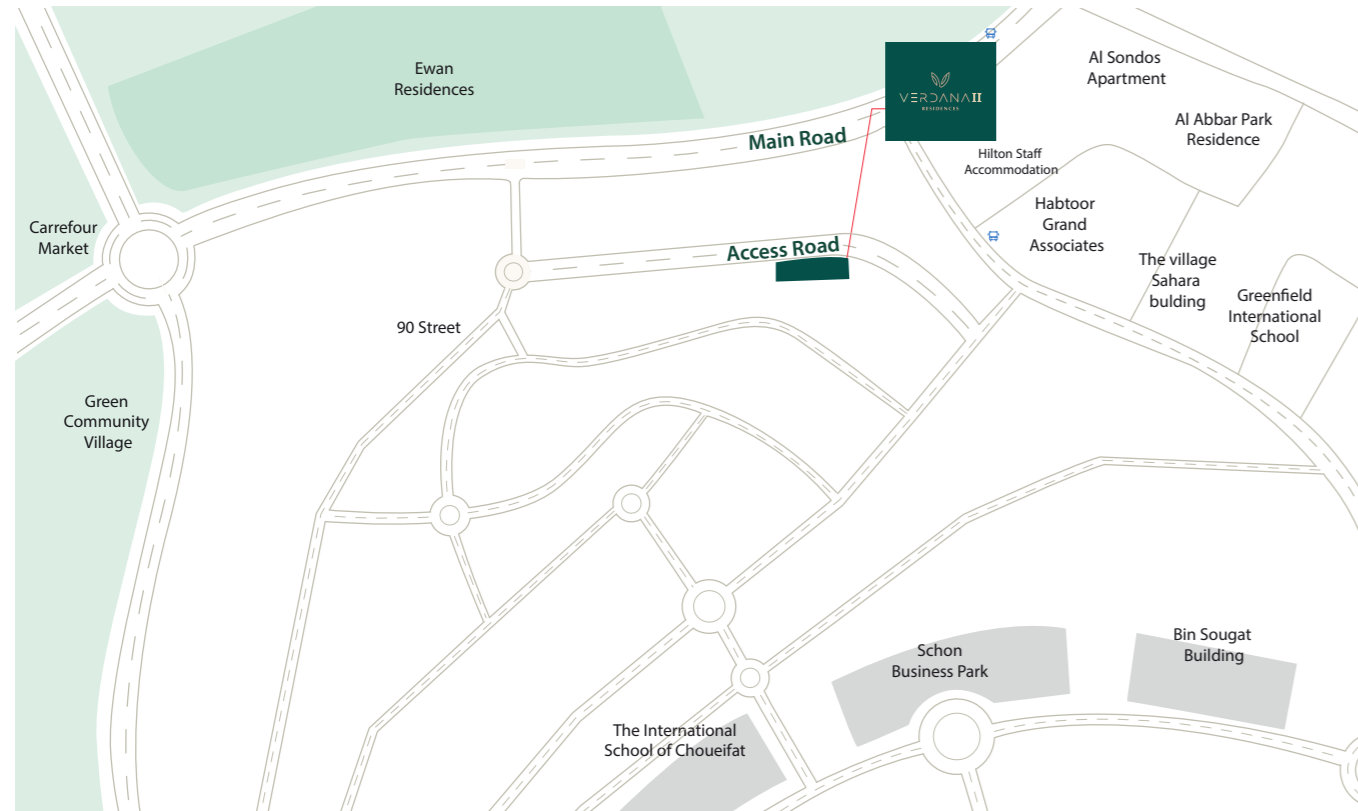 Ewan
Residences
VERDANA II
RESIDENCES
Al Sondos
Apartment
Al Abbar Park
Residence
Main Road
Hilton Staff
Accommodation
Carrefour
Market
Habtoor
Grand
Associates
Access Road
The village
Sahara
bulding
Greenfield
International
School
90 Street
Green
Community
Village
Schon
Business Park
Bin Sougat
Building
The International
School of Choueifat